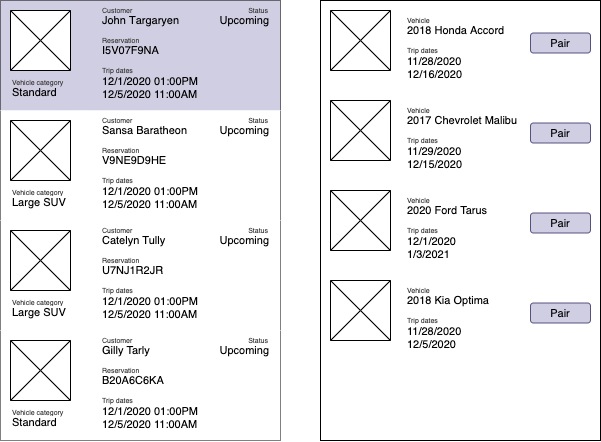 Customer
Status
John Targaryen
Upcoming
Reservation
I5V07F9NA
Trip dates
12/1/2020 01:00PM
12/5/2020 11:00AM
Vehicle category
Standard
Customer
Status
Sansa Baratheon
Upcoming
Reservation
V9NE9D9HE
Trip dates
12/1/2020 01:00PM
12/5/2020 11:00AM
Vehicle category
Large SUV
Customer
Status
Catelyn Tully
Upcoming
Reservation
U7NJ1R2JR
Trip dates
12/1/2020 01:00PM
12/5/2020 11:00AM
Vehicle category
Large SUV
Customer
Status
Gilly Tarly
Upcoming
Reservation
B20A6C6KA
Trip dates
12/1/2020 01:00PM
12/5/2020 11:00AM
Vehicle category
Standard
Vehicle
2018 Honda Accord
Trip dates
11/28/2020
12/16/2020
Pair
Vehicle
2017 Chevrolet Malibu
Trip dates
11/29/2020
12/15/2020
Pair
Vehicle
2020 Ford Tarus
Trip dates
12/1/2020
1/3/2021
Pair
Vehicle
2018 Kia Optima
Trip dates
11/28/2020
12/5/2020
Pair